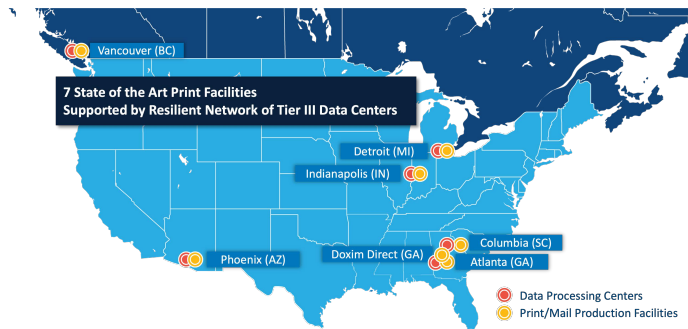 Vancouver (BC)
7 State of the Art Print Facilities
Supported by Resilient Network of Tier III Data Centers
Detroit (MI)
Indianapolis (IN)
Columbia (SC)
Doxim Direct (GA)
Phoenix (AZ)
Atlanta (GA)
Data Processing Centers
Print/Mail Production Facilities